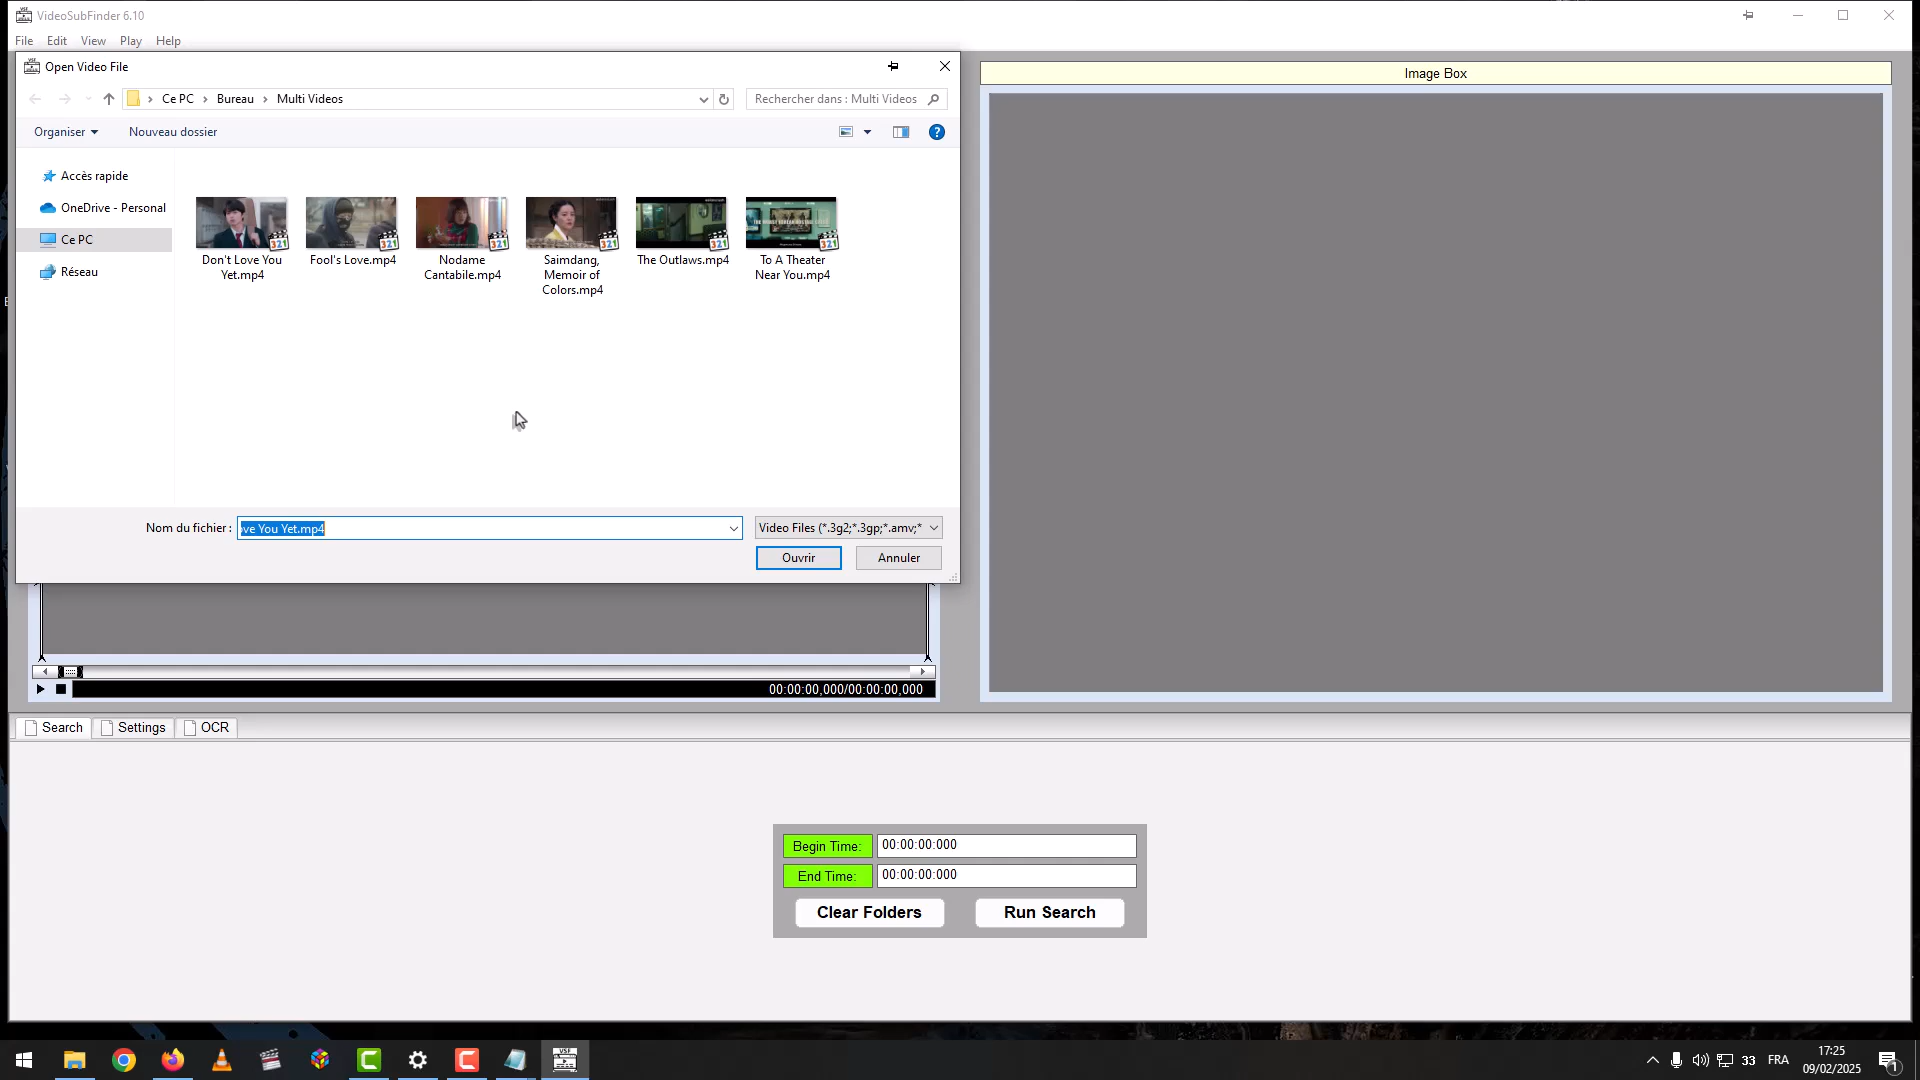 VideoSubFinder 6.10
File Edit View Play Help
Open Video File
Ce PC Bureau Multi Videos
Rechercher dans : Multi Videos
Organiser Nouveau dossier
Accès rapide
OneDrive - Personal
Ce PC
Réseau
Don't Love You
Yet.mp4
Fool's Love.mp4
Nodame
Cantabile.mp4
Saimdang,
Memoir of
Colors.mp4
The Outlaws.mp4
To A Theater
Near You.mp4
Nom du fichier : ove You Yet.mp4
Video Files (*.3g2;*.3gp;*.amv;*
Ouvrir Annuler
Image Box
00:00:00,000/00:00:00,000
Search Settings OCR
Begin Time: 00:00:00:000
End Time: 00:00:00:000
Clear Folders Run Search
33 FRA
17:25
09/02/2025
1